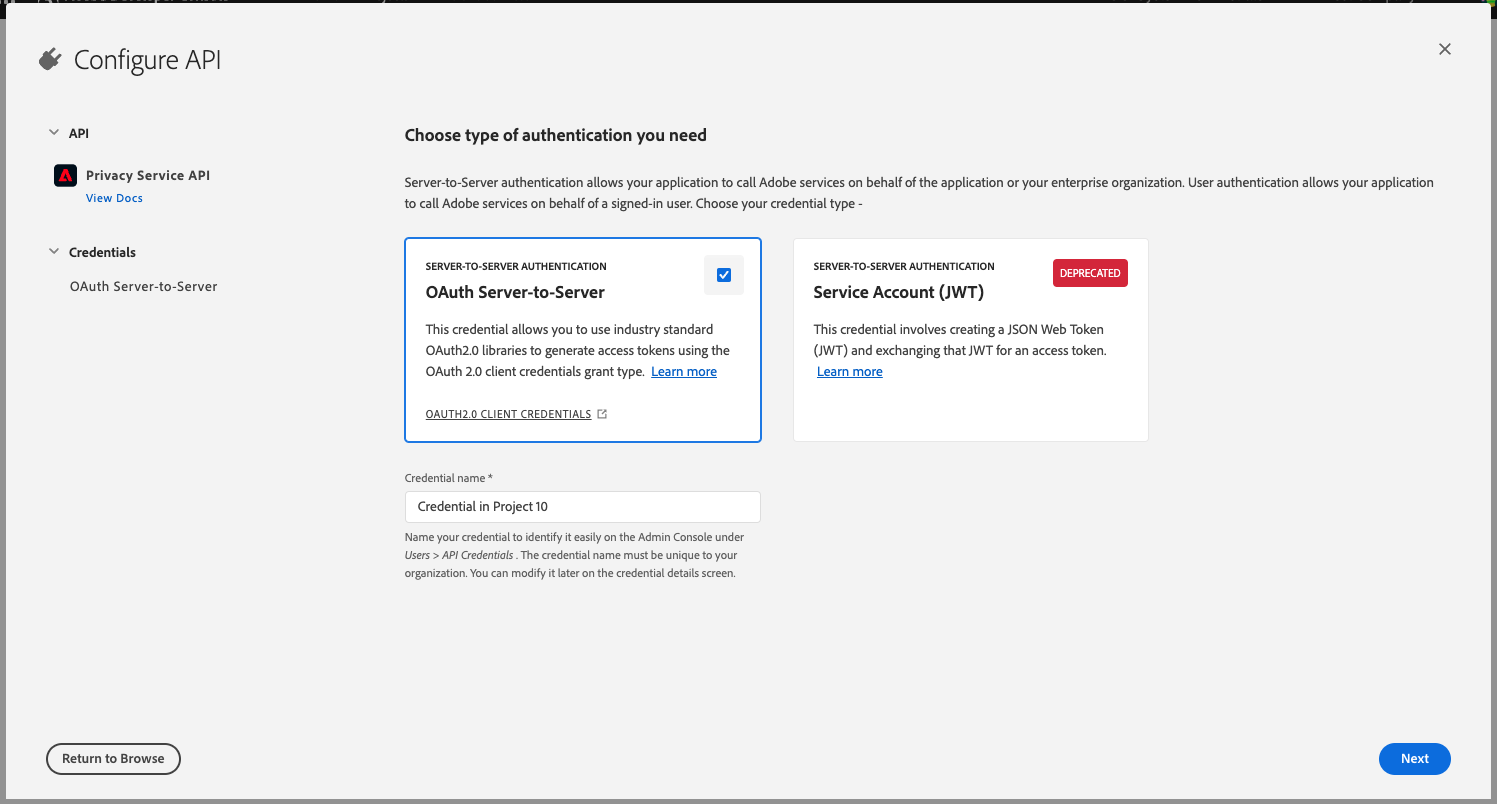 Configure API
API
Privacy Service API
View Docs
Credentials
OAuth Server-to-Server
Choose type of authentication you need
Server-to-Server authentication allows your application to call Adobe services on behalf of the application or your enterprise organization. User authentication allows your application
to call Adobe services on behalf of a signed-in user. Choose your credential type -
SERVER-TO-SERVER AUTHENTICATION
OAuth Server-to-Server
This credential allows you to use industry standard
OAuth2.0 libraries to generate access tokens using the
OAuth 2.0 client credentials grant type. Learn more
OAUTH2.0 CLIENT CREDENTIALS
SERVER-TO-SERVER AUTHENTICATION
DEPRECATED
Service Account (JWT)
This credential involves creating a JSON Web Token
(JWT) and exchanging that JWT for an access token.
Learn more
Credential name *
Credential in Project 10
Name your credential to identify it easily on the Admin Console under
Users > API Credentials . The credential name must be unique to your
organization. You can modify it later on the credential details screen.
Return to Browse
Next